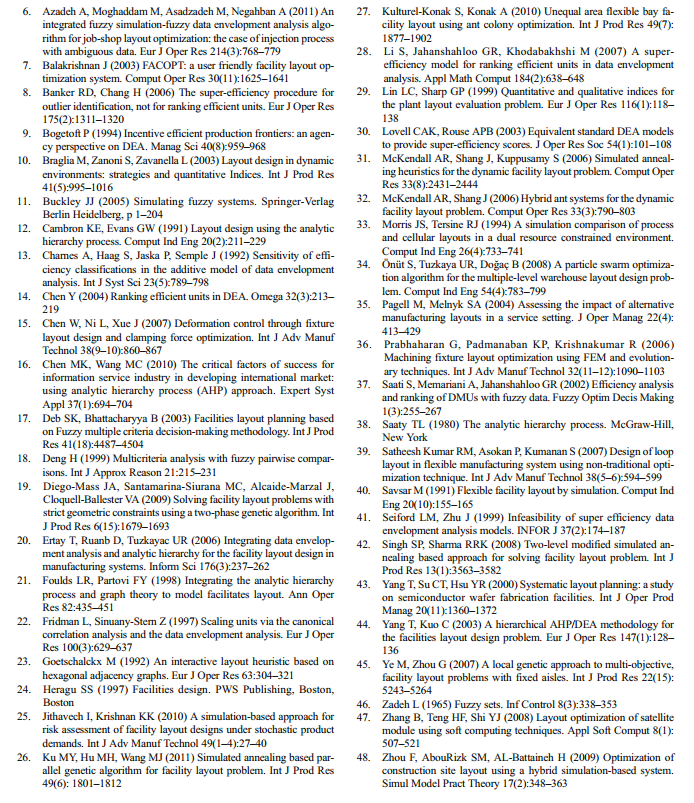 6. Azadeh A, Moghaddam M, Asadzadeh M, Negahban A (2011) An
integrated fuzzy simulation-fuzzy data envelopment analysis algo-
rithm for job-shop layout optimization: the case of injection process
with ambiguous data. Eur J Oper Res 214(3):768–779
7. Balakrishnan J (2003) FACOPT: a user friendly facility layout op-
timization system. Comput Oper Res 30(11):1625–1641
8. Banker RD, Chang H (2006) The super-efficiency procedure for
outlier identification, not for ranking efficient units. Eur J Oper Res
175(2):1311–1320
9. Bogetoft P (1994) Incentive efficient production frontiers: an agen-
cy perspective on DEA. Manag Sci 40(8):959–968
10. Braglia M, Zanoni S, Zavanella L (2003) Layout design in dynamic
environments: strategies and quantitative Indices. Int J Prod Res
41(5):995–1016
11. Buckley JJ (2005) Simulating fuzzy systems. Springer-Verlag
Berlin Heidelberg, p 1–204
12. Cambron KE, Evans GW (1991) Layout design using the analytic
hierarchy process. Comput Ind Eng 20(2):211–229
13. Charnes A, Haag S, Jaska P, Semple J (1992) Sensitivity of effi-
ciency classifications in the additive model of data envelopment
analysis. Int J Syst Sci 23(5):789–798
14. Chen Y (2004) Ranking efficient units in DEA. Omega 32(3):213–
219
15. Chen W, Ni L, Xue J (2007) Deformation control through fixture
layout design and clamping force optimization. Int J Adv Manuf
Technol 38(9–10):860–867
16. Chen MK, Wang MC (2010) The critical factors of success for
information service industry in developing international market:
using analytic hierarchy process (AHP) approach. Expert Syst
Appl 37(1):694–704
17. Deb SK, Bhattacharyya B (2003) Facilities layout planning based
on Fuzzy multiple criteria decision-making methodology. Int J Prod
Res 41(18):4487–4504
18. Deng H (1999) Multicriteria analysis with fuzzy pairwise compar-
isons. Int J Approx Reason 21:215–231
19. Diego-Mass JA, Santamarina-Siurana MC, Alcaide-Marzal J,
Cloquell-Ballester VA (2009) Solving facility layout problems with
strict geometric constraints using a two-phase genetic algorithm. Int
J Prod Res 6(15):1679–1693
20. Ertay T, Ruanb D, Tuzkayac UR (2006) Integrating data envelop-
ment analysis and analytic hierarchy for the facility layout design in
manufacturing systems. Inform Sci 176(3):237–262
21. Foulds LR, Partovi FY (1998) Integrating the analytic hierarchy
process and graph theory to model facilitates layout. Ann Oper
Res 82:435–451
22. Fridman L, Sinuany-Stern Z (1997) Scaling units via the canonical
correlation analysis and the data envelopment analysis. Eur J Oper
Res 100(3):629–637
23. Goetschalckx M (1992) An interactive layout heuristic based on
hexagonal adjacency graphs. Eur J Oper Res 63:304–321
24. Heragu SS (1997) Facilities design. PWS Publishing, Boston,
Boston
25. Jithavech I, Krishnan KK (2010) A simulation-based approach for
risk assessment of facility layout designs under stochastic product
demands. Int J Adv Manuf Technol 49(1–4):27–40
26. Ku MY, Hu MH, Wang MJ (2011) Simulated annealing based par-
allel genetic algorithm for facility layout problem. Int J Prod Res
49(6): 1801–1812
27. Kulturel-Konak S, Konak A (2010) Unequal area flexible bay fa-
cility layout using ant colony optimization. Int J Prod Res 49(7):
1877–1902
28. Li S, Jahanshahloo GR, Khodabakhshi M (2007) A super-
efficiency model for ranking efficient units in data envelopment
analysis. Appl Math Comput 184(2):638–648
29. Lin LC, Sharp GP (1999) Quantitative and qualitative indices for
the plant layout evaluation problem. Eur J Oper Res 116(1):118–
138
30. Lovell CAK, Rouse APB (2003) Equivalent standard DEA models
to provide super-efficiency scores. J Oper Res Soc 54(1):101–108
31. McKendall AR, Shang J, Kuppusamy S (2006) Simulated anneal-
ing heuristics for the dynamic facility layout problem. Comput Oper
Res 33(8):2431–2444
32. McKendall AR, Shang J (2006) Hybrid ant systems for the dynamic
facility layout problem. Comput Oper Res 33(3):790–803
33. Morris JS, Tersine RJ (1994) A simulation comparison of process
and cellular layouts in a dual resource constrained environment.
Comput Ind Eng 26(4):733–741
34. Önüt S, Tuzkaya UR, Doğaç B (2008) A particle swarm optimiza-
tion algorithm for the multiple-level warehouse layout design prob-
lem. Comput Ind Eng 54(4):783–799
35. Pagell M, Melnyk SA (2004) Assessing the impact of alternative
manufacturing layouts in a service setting. J Oper Manag 22(4):
413–429
36. Prabhaharan G, Padmanaban KP, Krishnakumar R (2006)
Machining fixture layout optimization using FEM and evolution-
ary techniques. Int J Adv Manuf Technol 32(11–12):1090–1103
37. Saati S, Memariani A, Jahanshahloo GR (2002) Efficiency analysis
and ranking of DMUs with fuzzy data. Fuzzy Optim Decis Making
1(3):255–267
38. Saaty TL (1980) The analytic hierarchy process. McGraw-Hill,
New York
39. Satheesh Kumar RM, Asokan P, Kumanan S (2007) Design of loop
layout in flexible manufacturing system using non-traditional opti-
mization technique. Int J Adv Manuf Technol 38(5–6):594–599
40. Savsar M (1991) Flexible facility layout by simulation. Comput Ind
Eng 20(10):155–165
41. Seiford LM, Zhu J (1999) Infeasibility of super efficiency data
envelopment analysis models. INFOR J 37(2):174–187
42. Singh SP, Sharma RRK (2008) Two-level modified simulated an-
nealing based approach for solving facility layout problem. Int J
Prod Res 13(1):3563–3582
43. Yang T, Su CT, Hsu YR (2000) Systematic layout planning: a study
on semiconductor wafer fabrication facilities. Int J Oper Prod
Manag 20(11):1360–1372
44. Yang T, Kuo C (2003) A hierarchical AHP/DEA methodology for
the facilities layout design problem. Eur J Oper Res 147(1):128–
136
45. Ye M, Zhou G (2007) A local genetic approach to multi-objective,
facility layout problems with fixed aisles. Int J Prod Res 22(15):
5243–5264
46. Zadeh L (1965) Fuzzy sets. Inf Control 8(3):338–353
47. Zhang B, Teng HF, Shi YJ (2008) Layout optimization of satellite
module using soft computing techniques. Appl Soft Comput 8(1):
507–521
48. Zhou F, AbouRizk SM, AL-Battaineh H (2009) Optimization of
construction site layout using a hybrid simulation-based system.
Simul Model Pract Theory 17(2):348–363